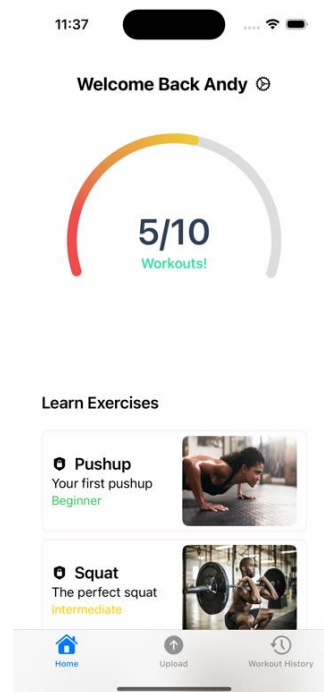 11:37
Welcome Back Andy
5/10
Workouts!
Learn Exercises
Pushup
Your first pushup
Beginner
Squat
The perfect squat
Intermediate
Home
Upload
Workout History